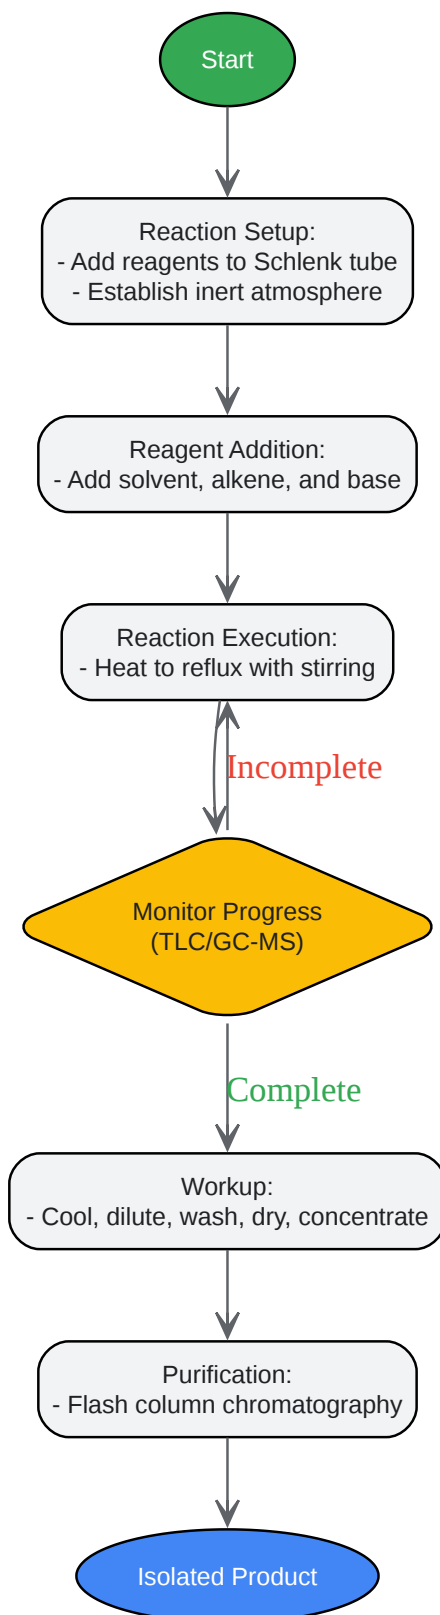 Start
Reaction Setup:
- Add reagents to Schlenk tube
- Establish inert atmosphere
Reagent Addition:
- Add solvent, alkene, and base
Reaction Execution:
- Heat to reflux with stirring
Incomplete
Monitor Progress
(TLC/GC-MS)
Complete
Workup:
- Cool, dilute, wash, dry, concentrate
Purification:
- Flash column chromatography
Isolated Product